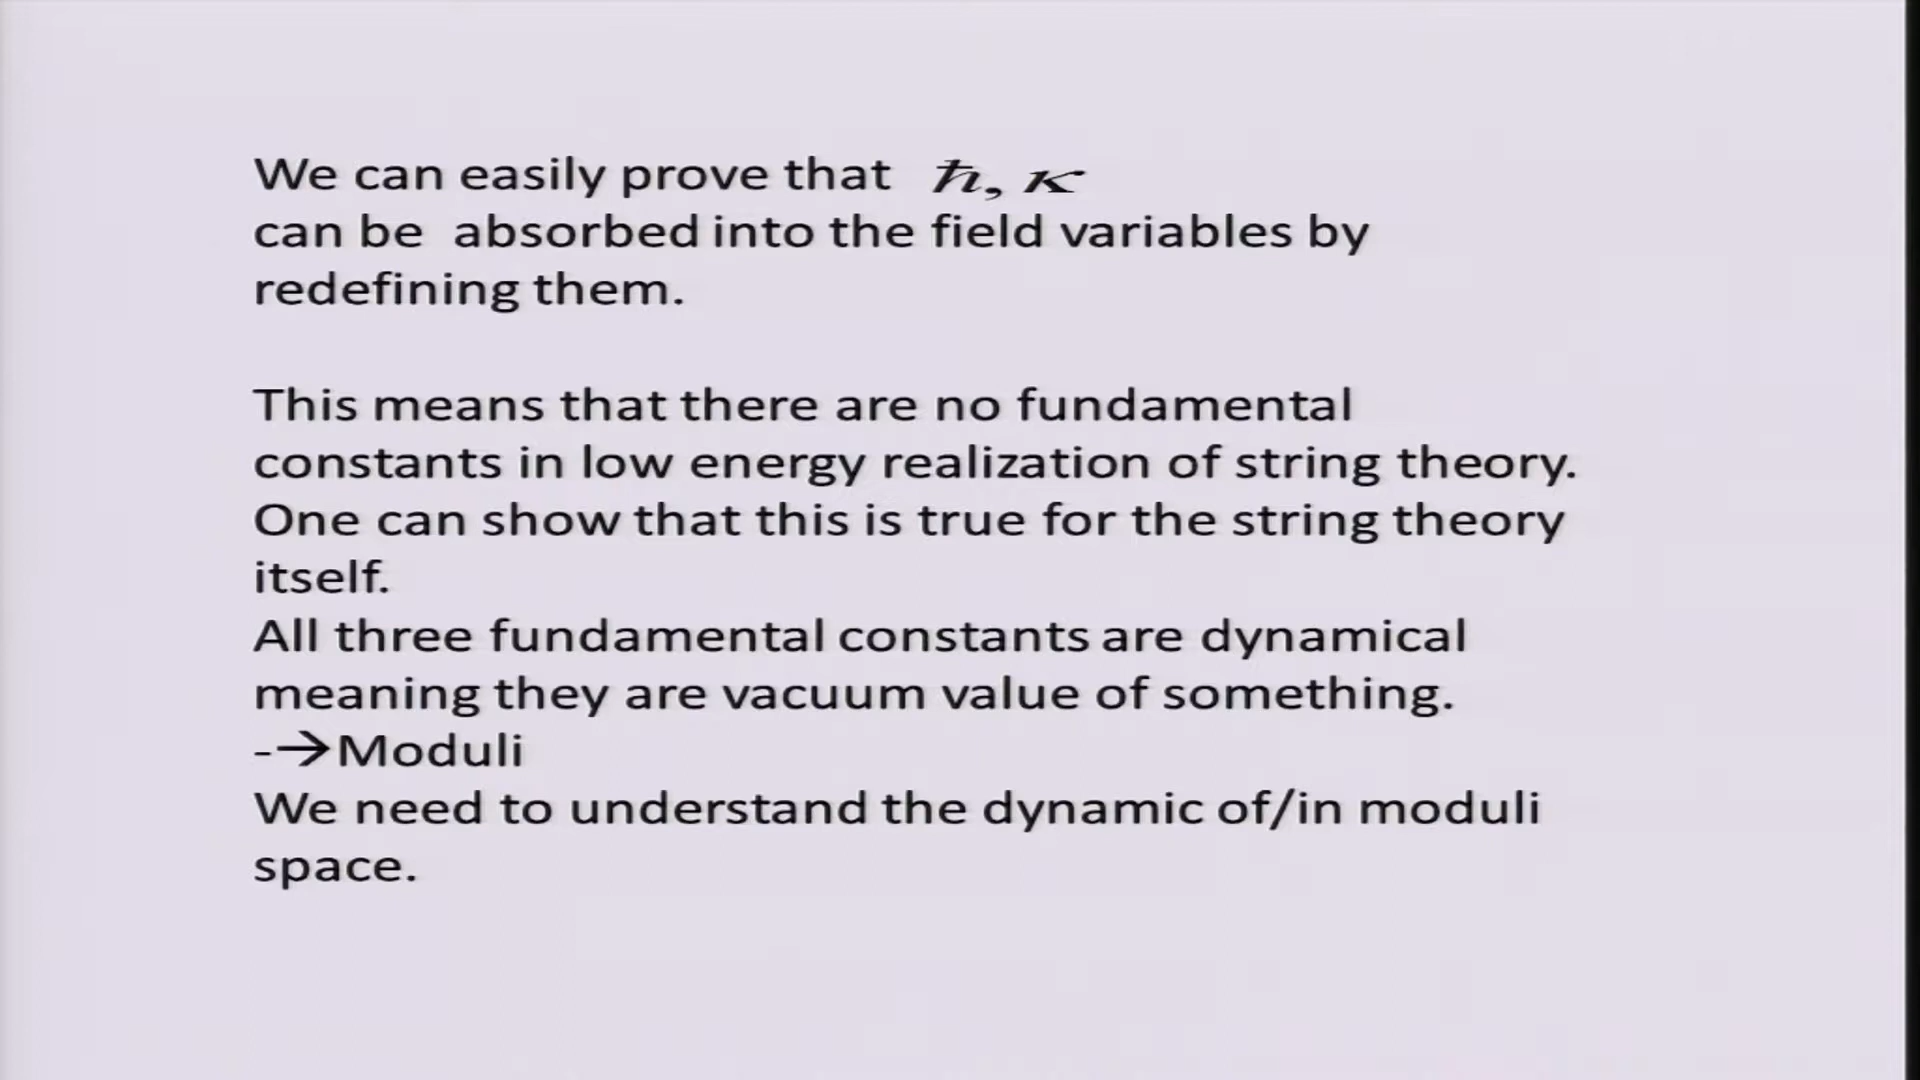 We can easily prove that ℏ, κ
can be absorbed into the field variables by
redefining them.
This means that there are no fundamental
constants in low energy realization of string theory.
One can show that this is true for the string theory
itself.
All three fundamental constants are dynamical
meaning they are vacuum value of something.
-→Moduli
We need to understand the dynamic of/in moduli
space.